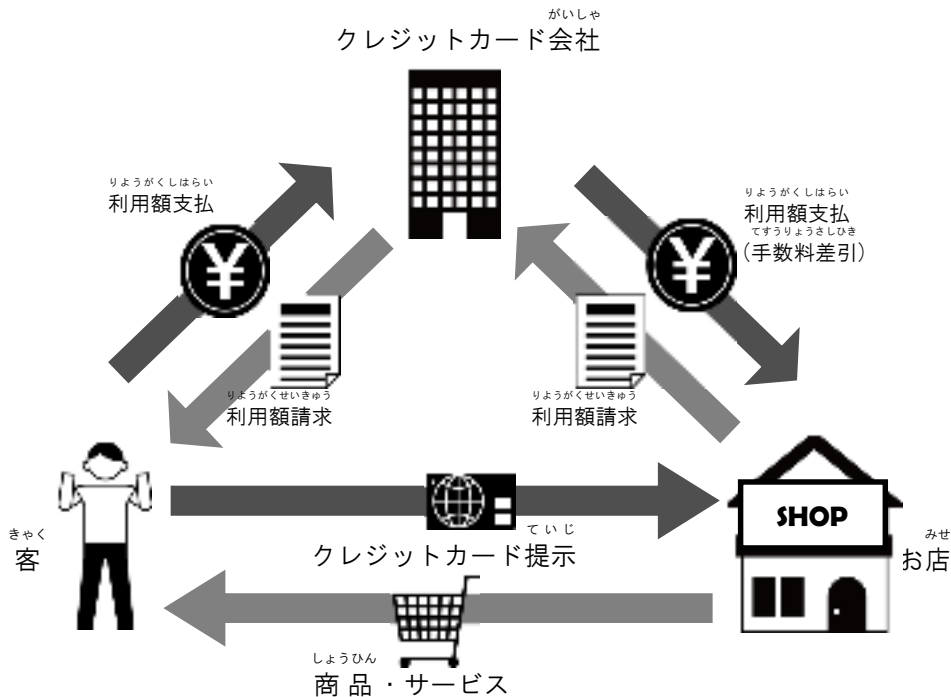 がいしゃ
クレジットカード会社
りようがくしはらい
利用額支払
りようがくしはらい
利用額支払
てすうりょうさしひき
(手数料差引)
¥
¥
りようがくせいきゅう
利用額請求
りようがくせいきゅう
利用額請求
きゃく
客
SHOP
みせ
お店
ていじ
クレジットカード提示
しょうひん
商品・サービス